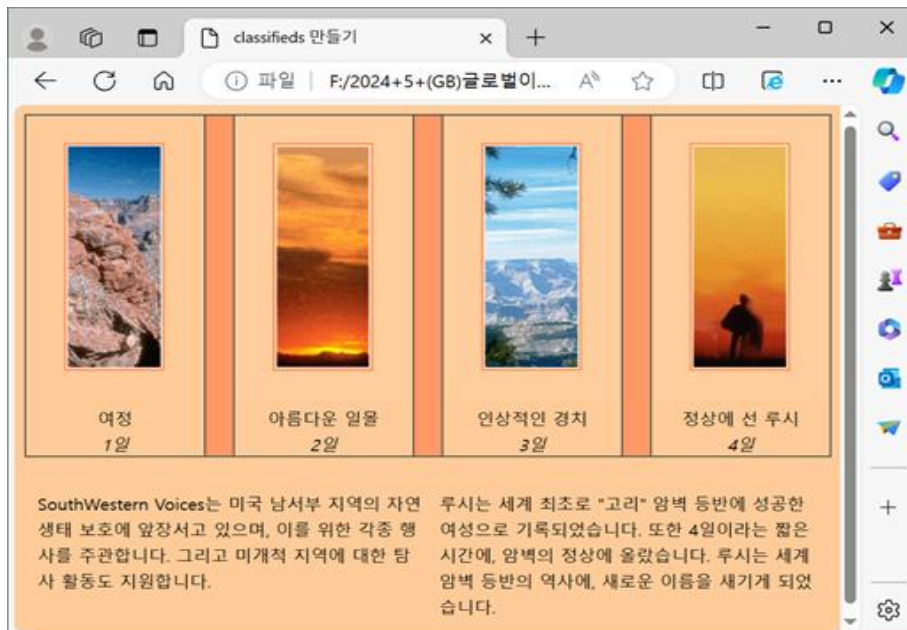 classifieds 만들기
파일 F:/2024+5+(GB)글로벌이...
여정
1일
아름다운 일몰
2일
인상적인 경치
3일
정상에 선 루시
4일
SouthWestern Voices는 미국 남서부 지역의 자연
생태 보호에 앞장서고 있으며, 이를 위한 각종 행
사를 주관합니다. 그리고 미개척 지역에 대한 탐
사 활동도 지원합니다.
루시는 세계 최초로 "고리" 암벽 등반에 성공한
여성으로 기록되었습니다. 또한 4일이라는 짧은
시간에, 암벽의 정상에 올랐습니다. 루시는 세계
암벽 등반의 역사에, 새로운 이름을 새기게 되었
습니다.